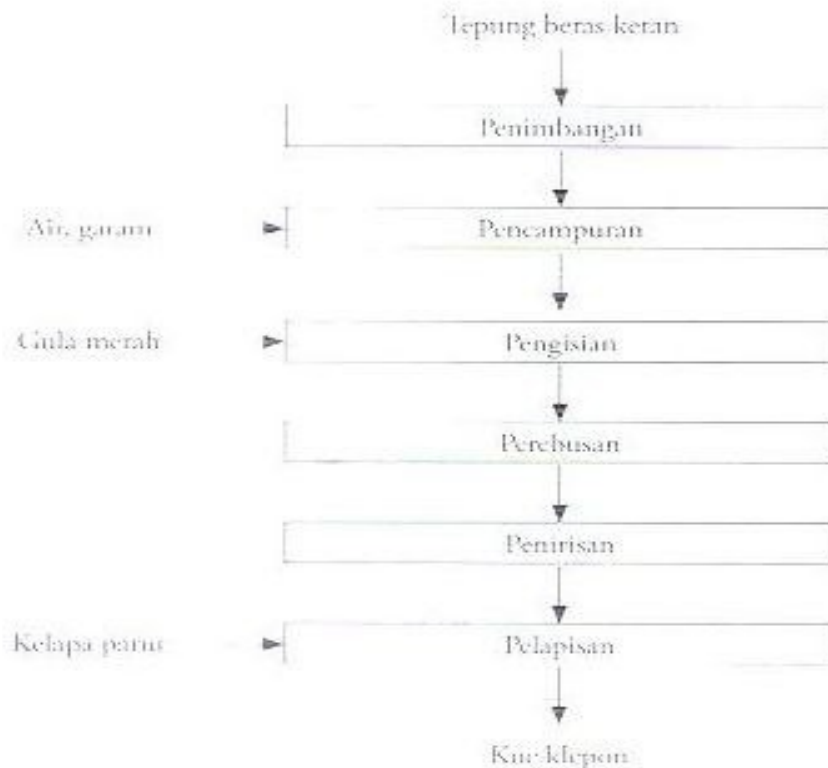 Tepung beras ketan
Penimbangan
Air, garam
Pencampuran
Gula merah
Pengisian
Perebusan
Penirisan
Kelapa parut
Pelapisan
Kue klepon